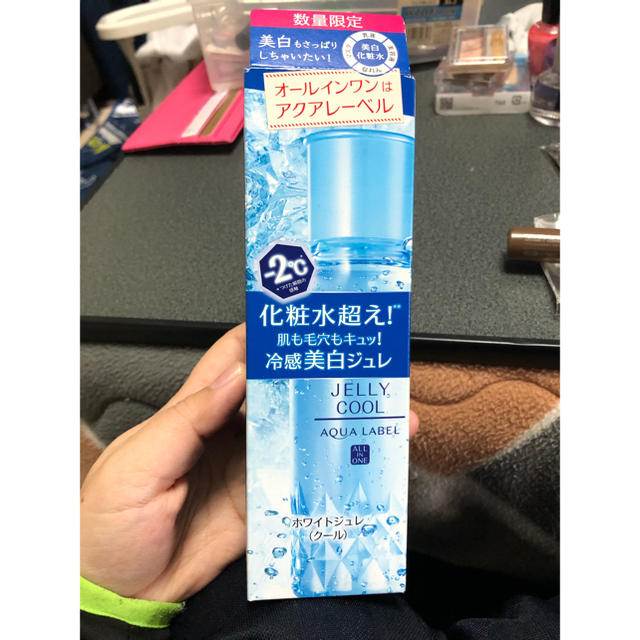 数量限定
美白もさっぱり
しちゃいたい!
乳液
美白
化粧水
オールインワンは
アクアレーベル
-2℃
化粧水超え!
肌も毛穴もキュッ!
冷感美白ジュレ
JELLY
COOL
AQUA LABEL
ALL
IN
ONE
ホワイトジュレ
(クール)